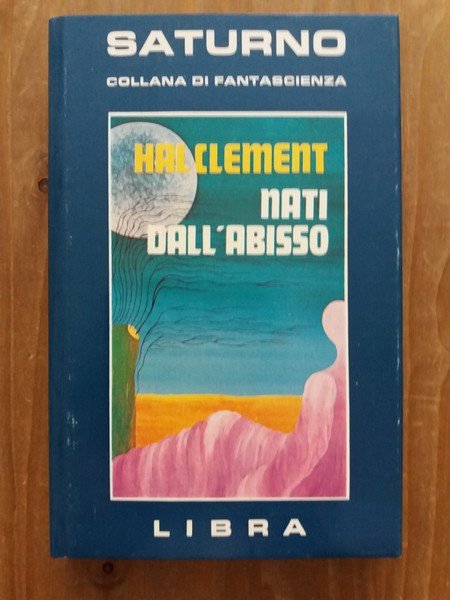 SATURNO
COLLANA DI FANTASCIENZA
HAL CLEMENT
NATI
DALL'ABISSO
LIBRA